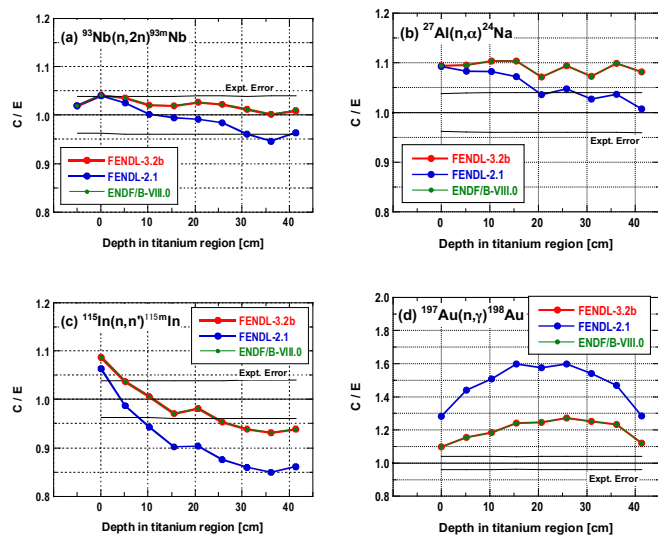 (a) ⁹³Nb(n,2n)⁹³ᵐNb
Expt. Error
FENDL-3.2b
FENDL-2.1
ENDF/B-VIII.0
C / E
1.2
1.1
1.0
0.9
0.8
0 10 20 30 40
Depth in titanium region [cm]
(b) ²⁷Al(n,α)²⁴Na
Expt. Error
FENDL-3.2b
FENDL-2.1
ENDF/B-VIII.0
C / E
1.2
1.1
1.0
0.9
0.8
0 10 20 30 40
Depth in titanium region [cm]
(c) ¹¹⁵In(n,n')¹¹⁵ᵐIn
FENDL-3.2b
FENDL-2.1
ENDF/B-VIII.0
Expt. Error
C / E
1.2
1.1
1.0
0.9
0.8
0 10 20 30 40
Depth in titanium region [cm]
(d) ¹⁹⁷Au(n,γ)¹⁹⁸Au
FENDL-3.2b
FENDL-2.1
ENDF/B-VIII.0
Expt. Error
C / E
2.0
1.8
1.6
1.4
1.2
1.0
0.8
0 10 20 30 40
Depth in titanium region [cm]